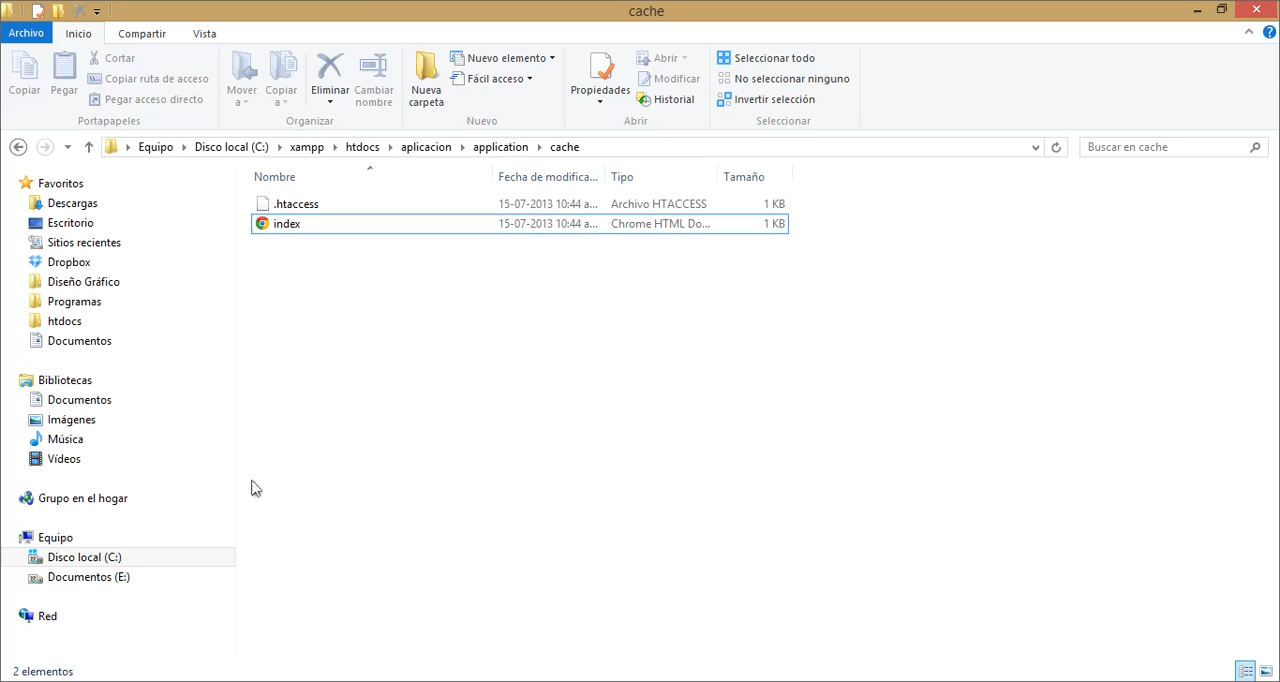 cache
Archivo Inicio Compartir Vista
Copiar
Pegar
Cortar
Copiar ruta de acceso
Pegar acceso directo
Portapapeles
Mover a
Copiar a
Eliminar
Cambiar nombre
Organizar
Nueva carpeta
Nuevo elemento
Fácil acceso
Nuevo
Propiedades
Abrir
Modificar
Historial
Abrir
Seleccionar todo
No seleccionar ninguno
Invertir selección
Seleccionar
Equipo Disco local (C:) xampp htdocs aplicacion application cache
Buscar en cache
Favoritos
Descargas
Escritorio
Sitios recientes
Dropbox
Diseño Gráfico
Programas
htdocs
Documentos
Bibliotecas
Documentos
Imágenes
Música
Vídeos
Grupo en el hogar
Equipo
Disco local (C:)
Documentos (E:)
Red
Nombre Fecha de modifica... Tipo Tamaño
.htaccess 15-07-2013 10:44 a... Archivo HTACCESS 1 KB
index 15-07-2013 10:44 a... Chrome HTML Do... 1 KB
2 elementos